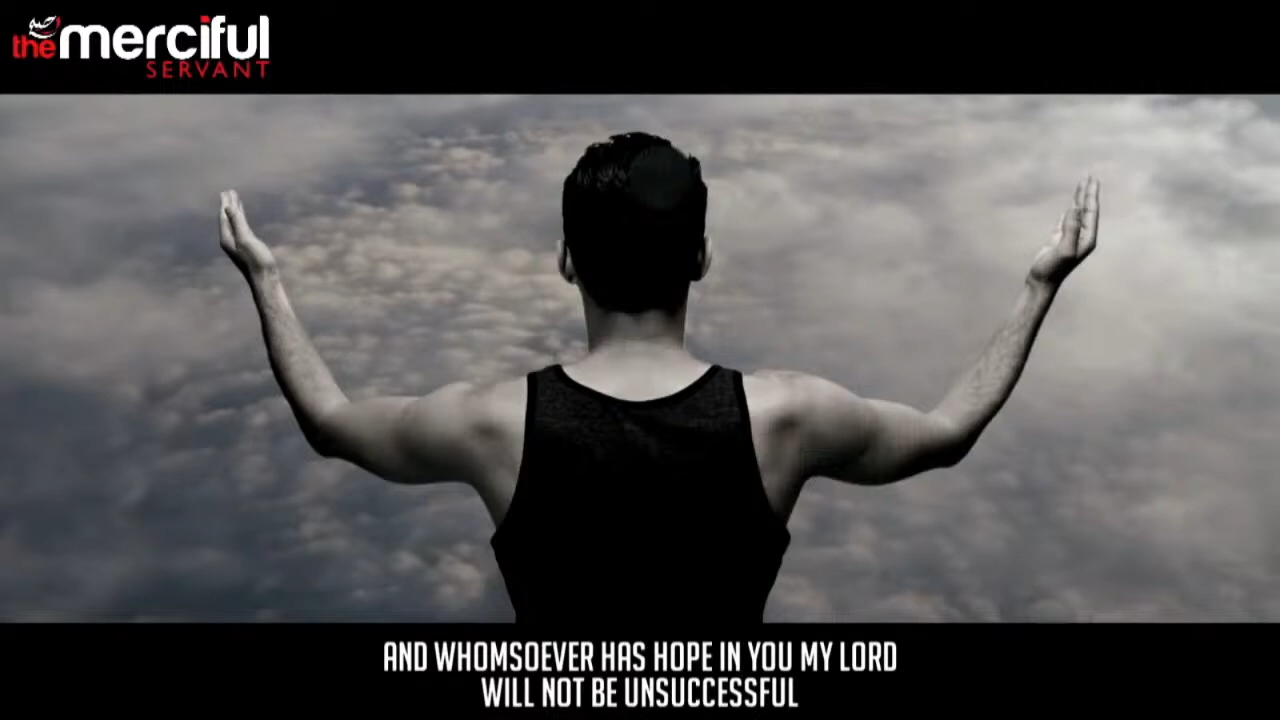 the merciful
SERVANT
AND WHOMSOEVER HAS HOPE IN YOU MY LORD
WILL NOT BE UNSUCCESSFUL